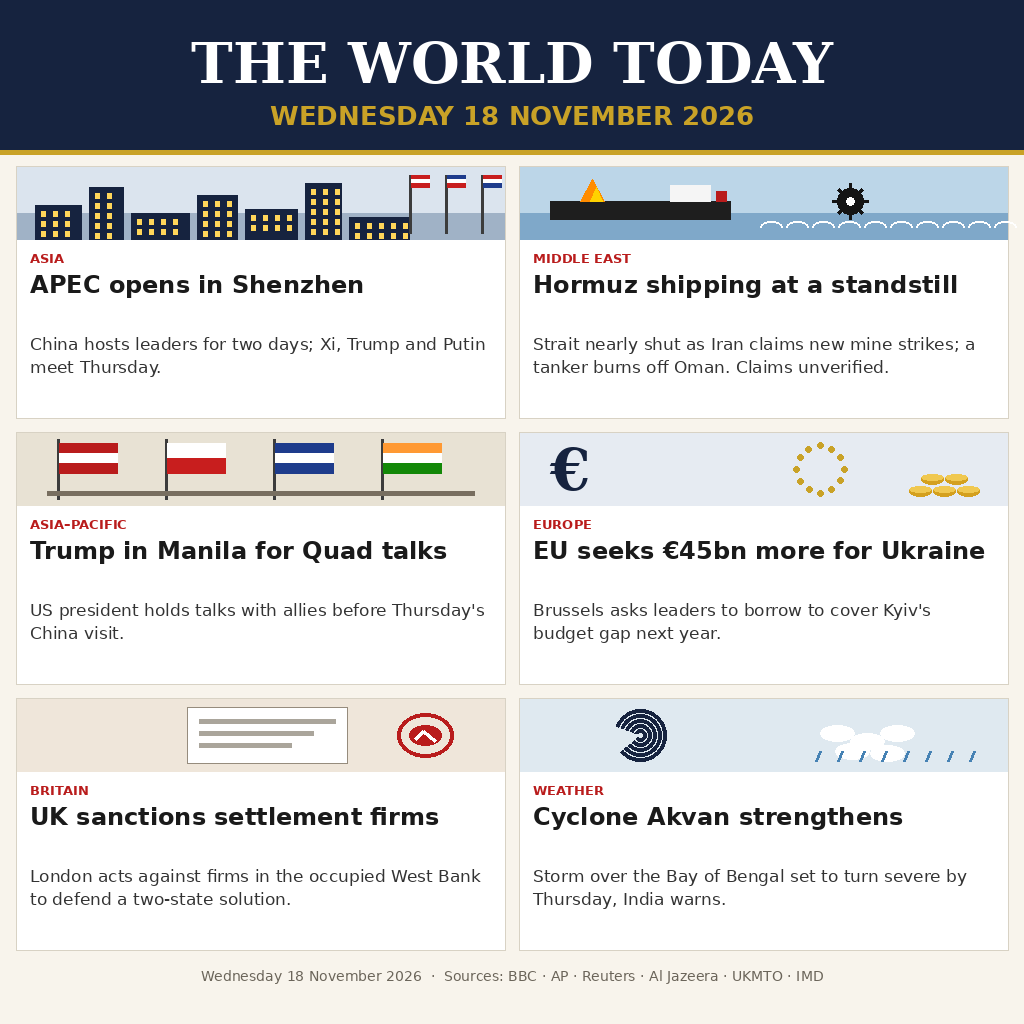 THE WORLD TODAY
WEDNESDAY 18 NOVEMBER 2026
ASIA
APEC opens in Shenzhen
China hosts leaders for two days; Xi, Trump and Putin
meet Thursday.
MIDDLE EAST
Hormuz shipping at a standstill
Strait nearly shut as Iran claims new mine strikes; a
tanker burns off Oman. Claims unverified.
ASIA–PACIFIC
Trump in Manila for Quad talks
US president holds talks with allies before Thursday's
China visit.
€
EUROPE
EU seeks €45bn more for Ukraine
Brussels asks leaders to borrow to cover Kyiv's
budget gap next year.
BRITAIN
UK sanctions settlement firms
London acts against firms in the occupied West Bank
to defend a two-state solution.
WEATHER
Cyclone Akvan strengthens
Storm over the Bay of Bengal set to turn severe by
Thursday, India warns.
Wednesday 18 November 2026 · Sources: BBC · AP · Reuters · Al Jazeera · UKMTO · IMD